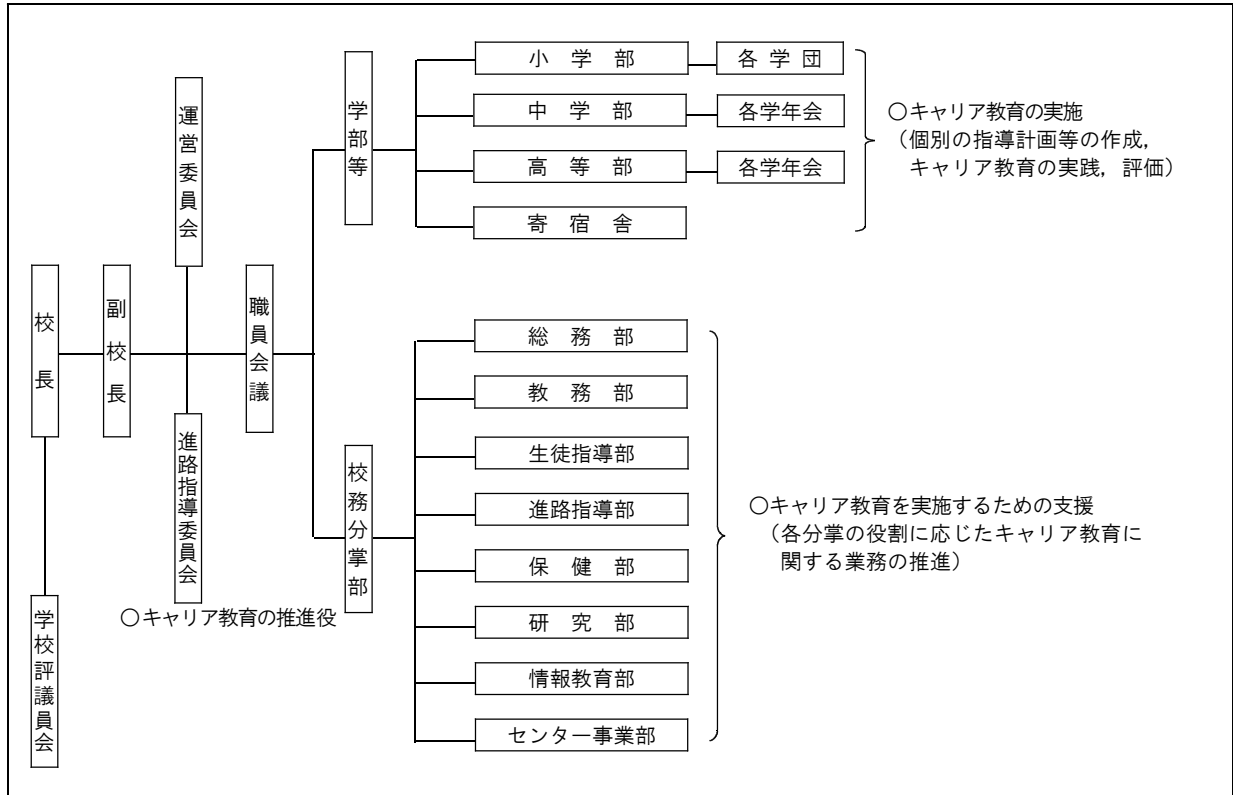 校長
学校評議員会
副校長
運営委員会
進路指導委員会
○キャリア教育の推進役
職員会議
学部等
小学部
各学団
中学部
各学年会
高等部
各学年会
寄宿舎
○キャリア教育の実施
（個別の指導計画等の作成，
キャリア教育の実践，評価）
校務分掌部
総務部
教務部
生徒指導部
進路指導部
保健部
研究部
情報教育部
センター事業部
○キャリア教育を実施するための支援
（各分掌の役割に応じたキャリア教育に
関する業務の推進）